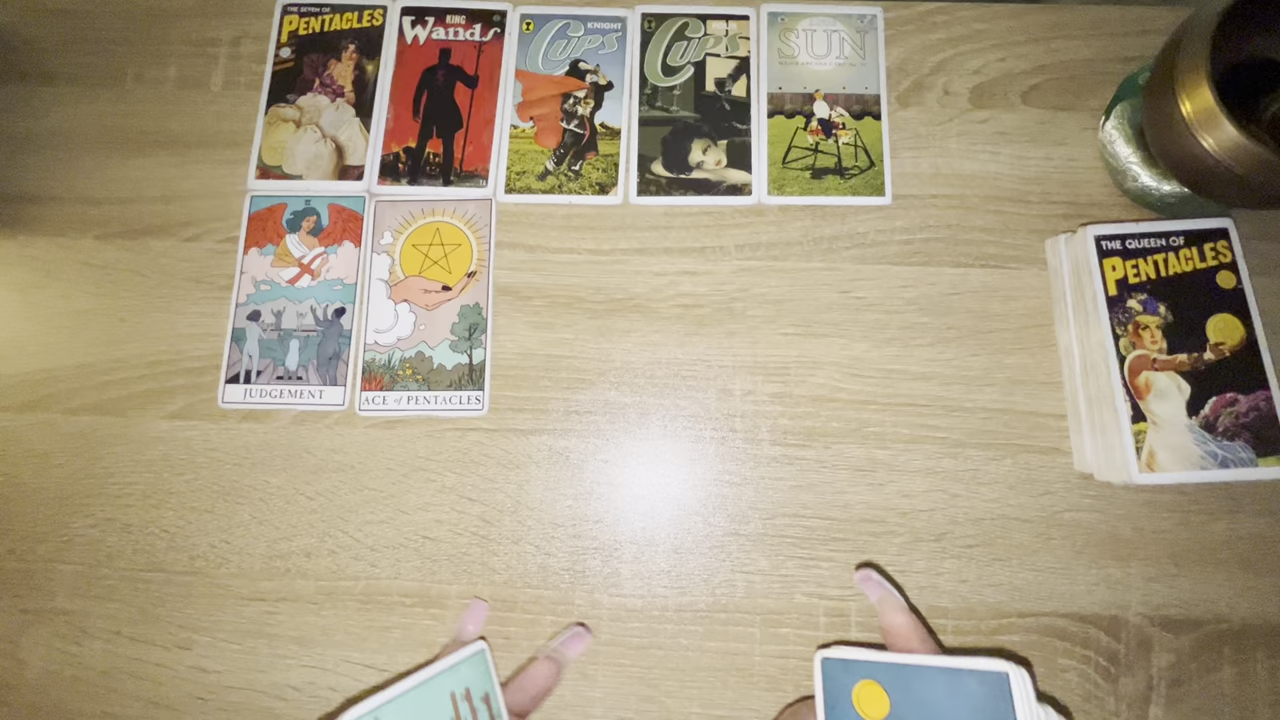 THE SEVEN OF
PENTACLES
KING
Wands
KNIGHT
CUPS
CUPS
SUN
JUDGEMENT
ACE of PENTACLES
THE QUEEN OF
PENTACLES